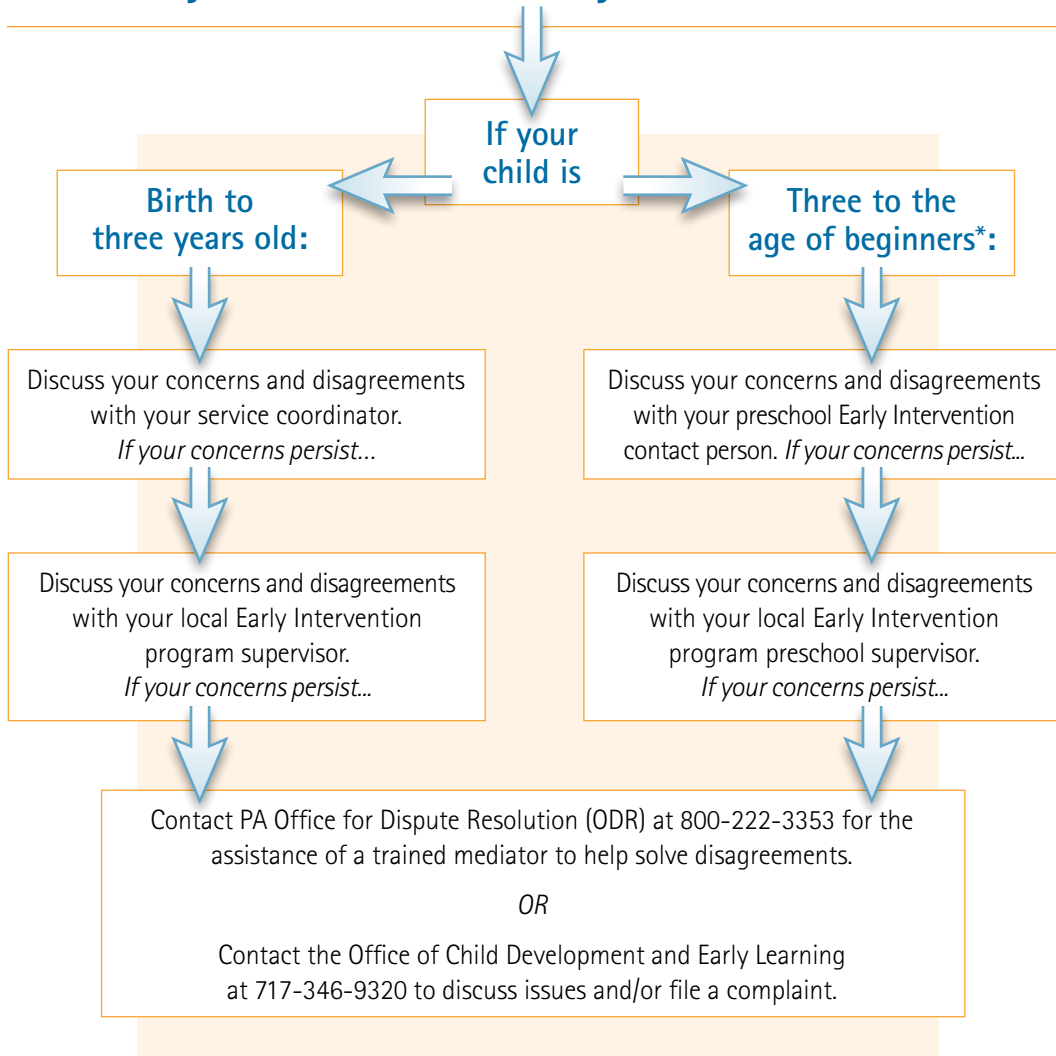 If your
child is
Birth to
three years old:
Three to the
age of beginners*:
Discuss your concerns and disagreements
with your service coordinator.
If your concerns persist...
Discuss your concerns and disagreements
with your preschool Early Intervention
contact person. If your concerns persist...
Discuss your concerns and disagreements
with your local Early Intervention
program supervisor.
If your concerns persist...
Discuss your concerns and disagreements
with your local Early Intervention
program preschool supervisor.
If your concerns persist...
Contact PA Office for Dispute Resolution (ODR) at 800-222-3353 for the
assistance of a trained mediator to help solve disagreements.
OR
Contact the Office of Child Development and Early Learning
at 717-346-9320 to discuss issues and/or file a complaint.